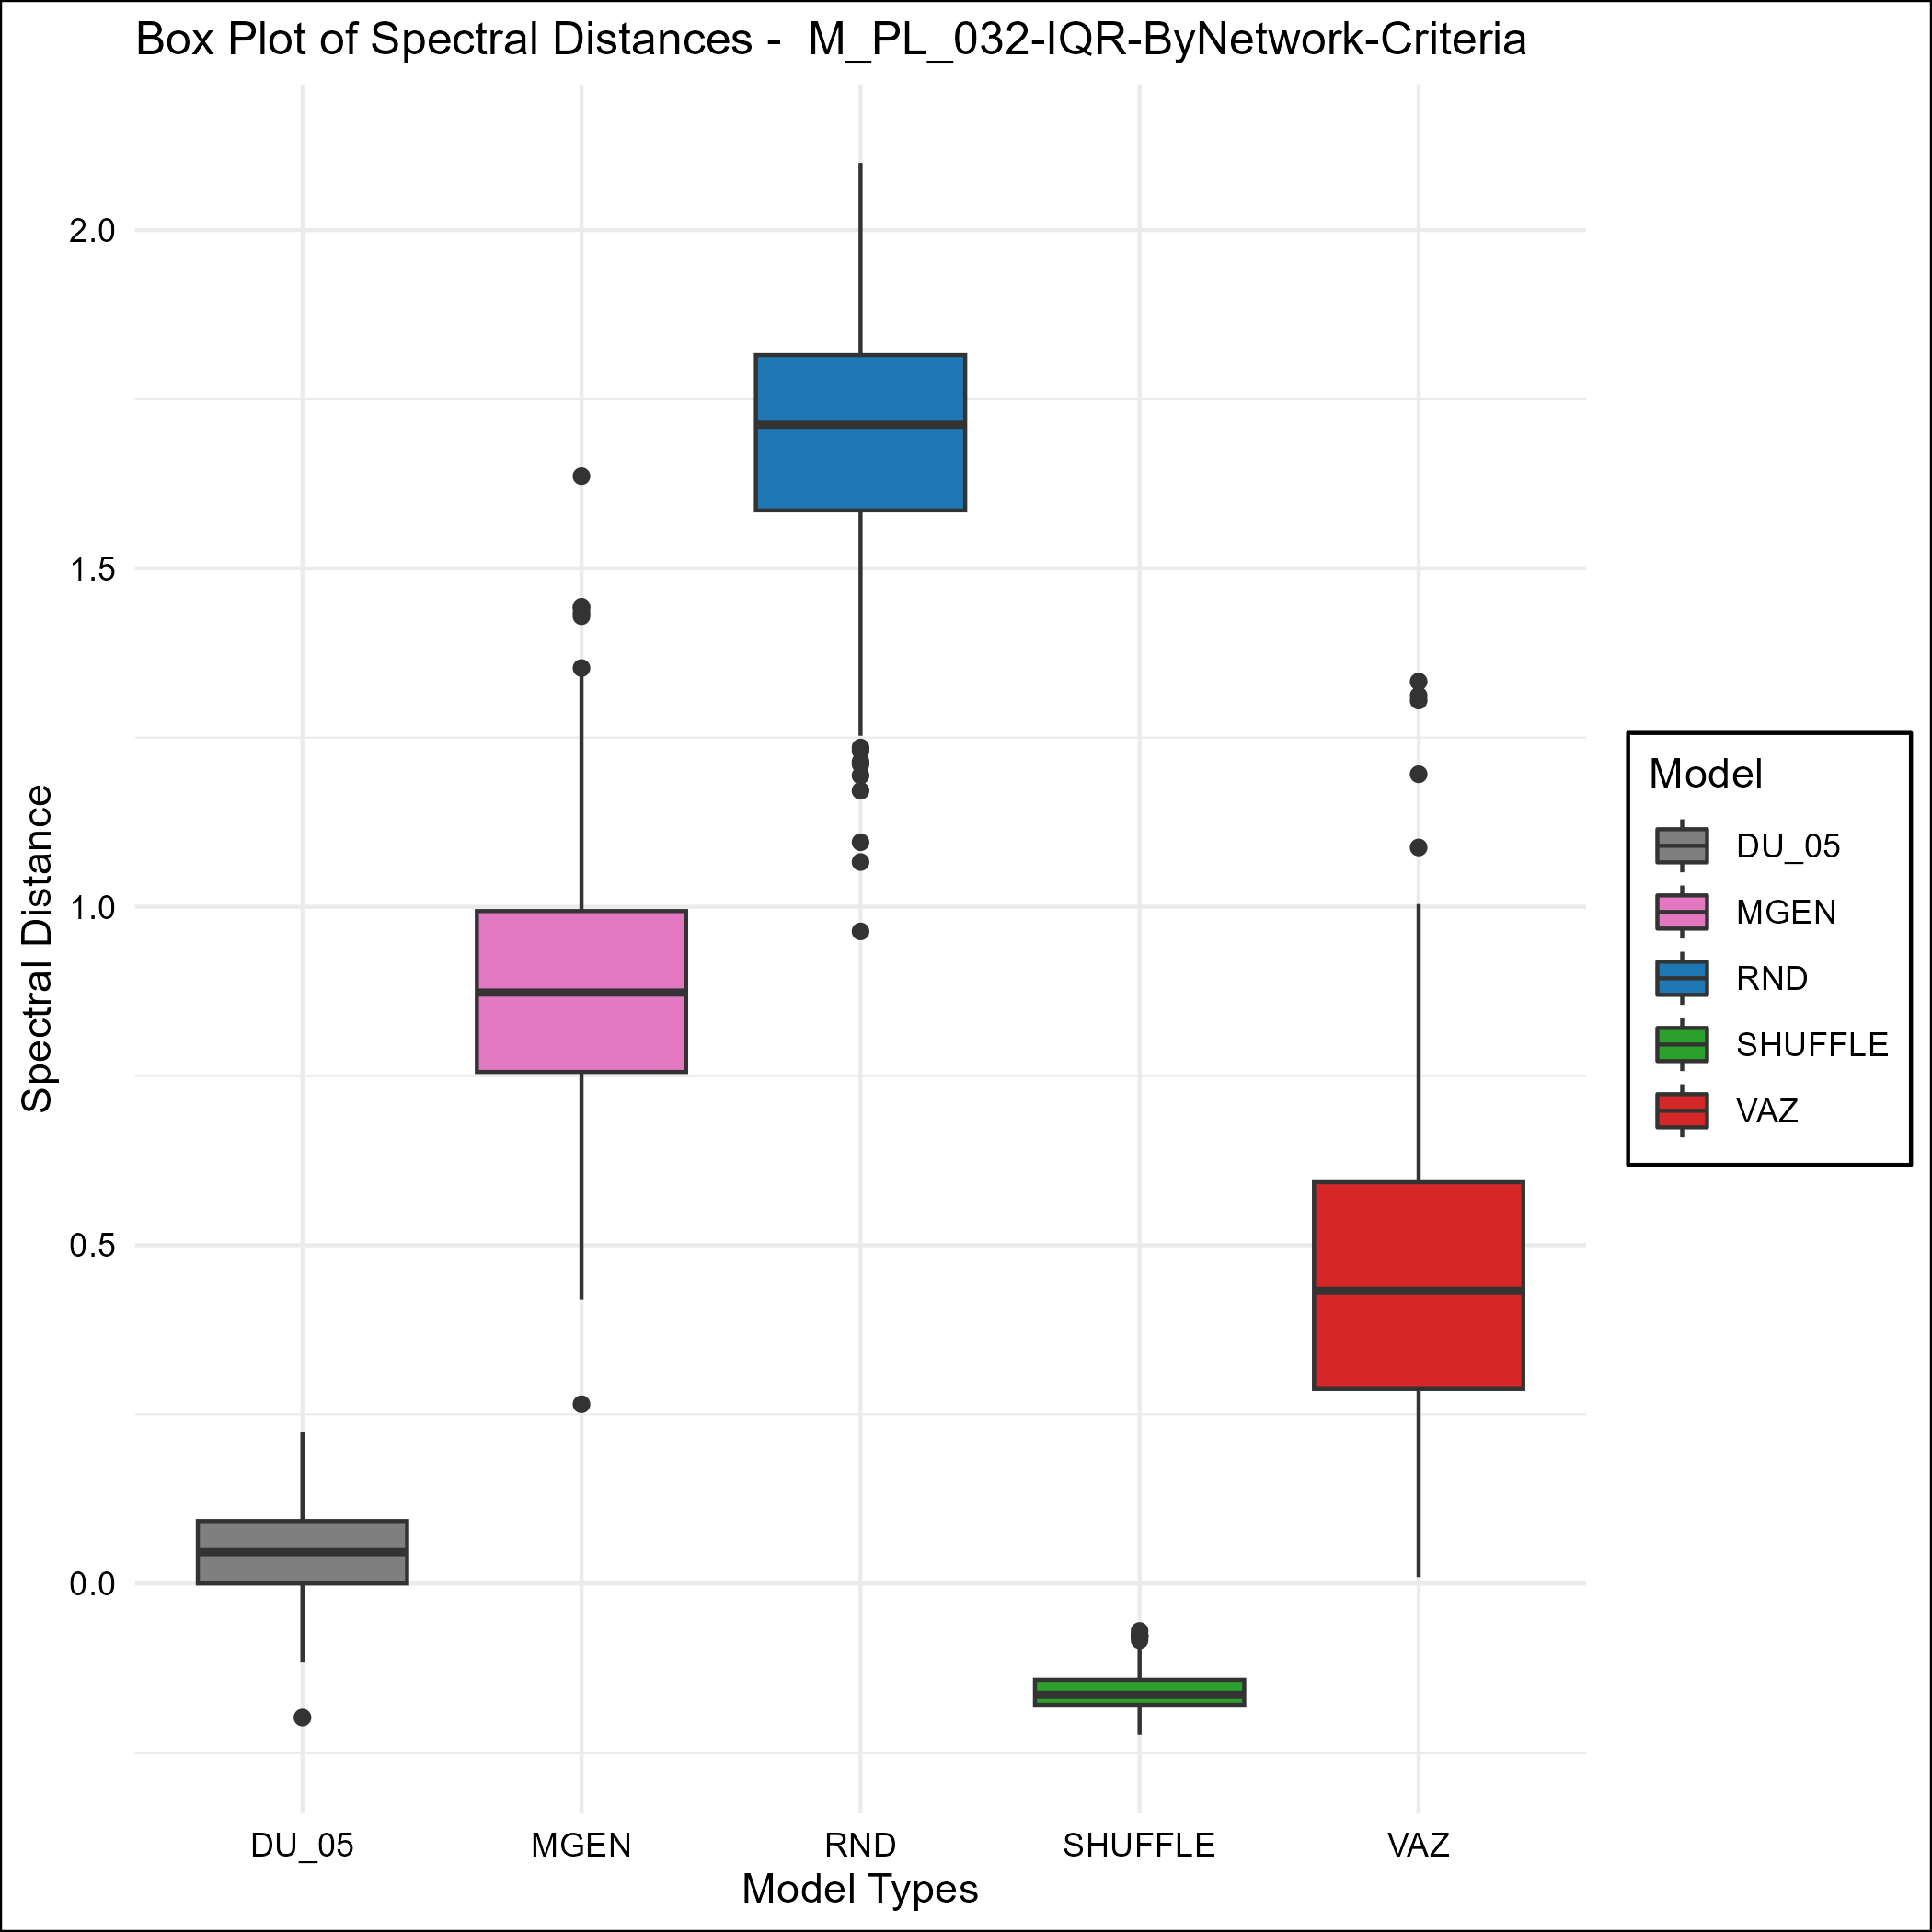 Box Plot of Spectral Distances -  M_PL_032-IQR-ByNetwork-Criteria
Spectral Distance
2.0
1.5
1.0
0.5
0.0
DU_05
MGEN
RND
SHUFFLE
VAZ
Model Types
Model
DU_05
MGEN
RND
SHUFFLE
VAZ